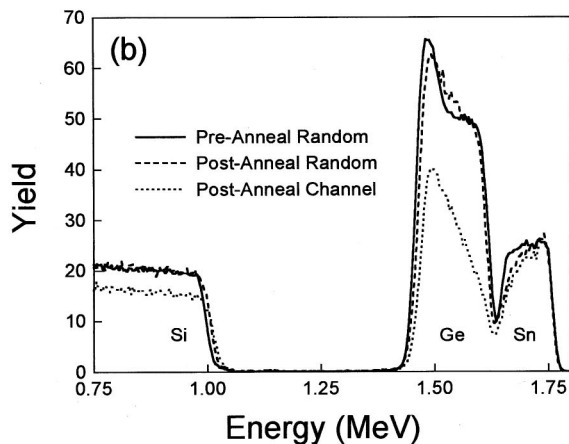 (b)
70
60
50
40
30
20
10
0
Yield
Pre-Anneal Random
Post-Anneal Random
Post-Anneal Channel
Si
Ge
Sn
0.75
1.00
1.25
1.50
1.75
Energy (MeV)